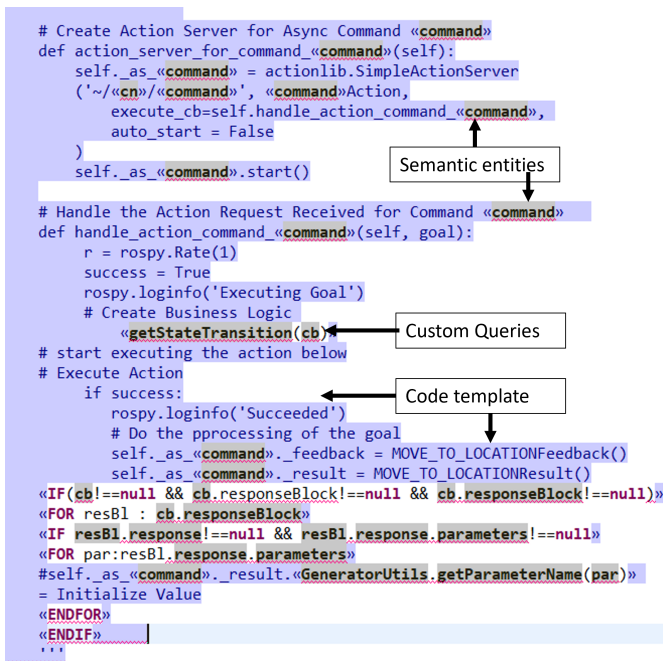 # Create Action Server for Async Command «command»
def action_server_for_command_«command»(self):
self._as_«command» = actionlib.SimpleActionServer
('~/«cn»/«command»', «command»Action,
execute_cb=self.handle_action_command_«command»,
auto_start = False
)
self._as_«command».start()
Semantic entities
# Handle the Action Request Received for Command «command»
def handle_action_command_«command»(self, goal):
r = rospy.Rate(1)
success = True
rospy.loginfo('Executing Goal')
# Create Business Logic
«getStateTransition(cb)»
Custom Queries
# start executing the action below
# Execute Action
if success:
Code template
rospy.loginfo('Succeeded')
# Do the pprocessing of the goal
self._as_«command»._feedback = MOVE_TO_LOCATIONFeedback()
self._as_«command»._result = MOVE_TO_LOCATIONResult()
«IF(cb!==null && cb.responseBlock!==null && cb.responseBlock!==null)»
«FOR resBl : cb.responseBlock»
«IF resBl.response!==null && resBl.response.parameters!==null»
«FOR par:resBl.response.parameters»
#self._as_«command»._result.«GeneratorUtils.getParameterName(par)»
= Initialize Value
«ENDFOR»
«ENDIF»
'''